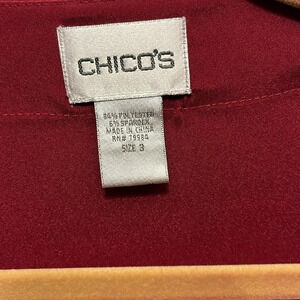 CHICO'S
94% POLYESTER
6% SPANDEX
MADE IN CHINA
RN# 79984
SIZE 3